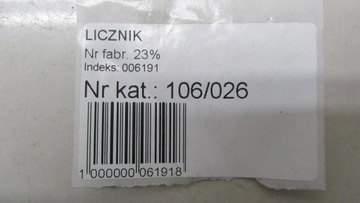 LICZNIK
Nr fabr. 23%
Indeks: 006191
Nr kat.: 106/026
1 000000 061918